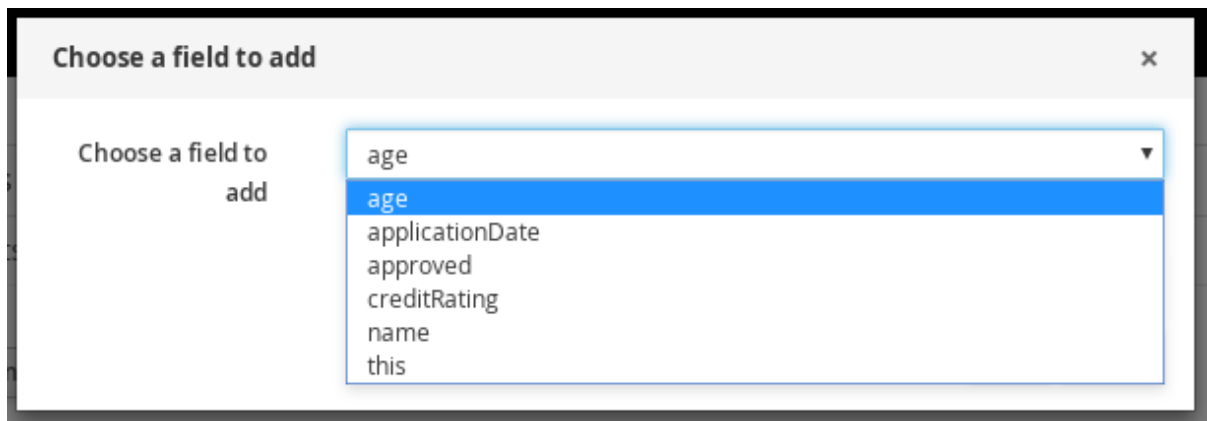 Choose a field to add ×
Choose a field to
add
age ▼
age
applicationDate
approved
creditRating
name
this